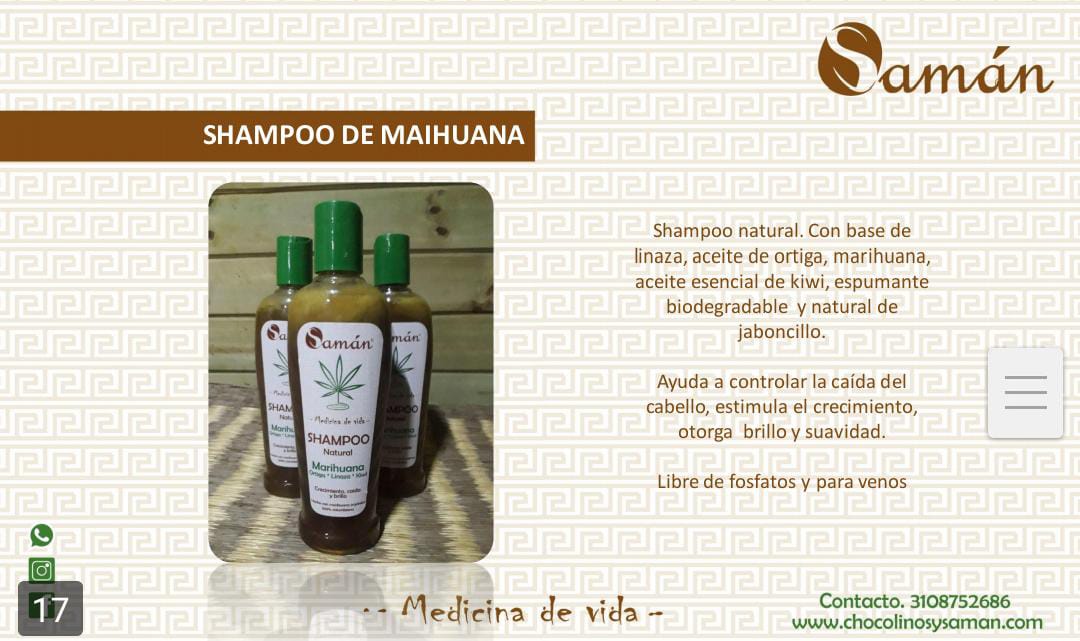 Samán
SHAMPOO DE MAIHUANA
Shampoo natural. Con base de
linaza, aceite de ortiga, marihuana,
aceite esencial de kiwi, espumante
biodegradable y natural de
jaboncillo.
Ayuda a controlar la caída del
cabello, estimula el crecimiento,
otorga brillo y suavidad.
Libre de fosfatos y para venos
Samán
- Medicina de vida -
SHAMPOO
Natural
Marihuana
Ortiga * Linaza * Kiwi
Crecimiento, caída
y brillo
17
-- Medicina de vida -
Contacto. 3108752686
www.chocolinosysaman.com